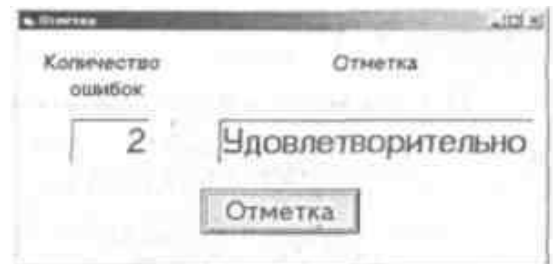 Отметка
Количество Отметка
ошибок
2 Удовлетворительно
Отметка